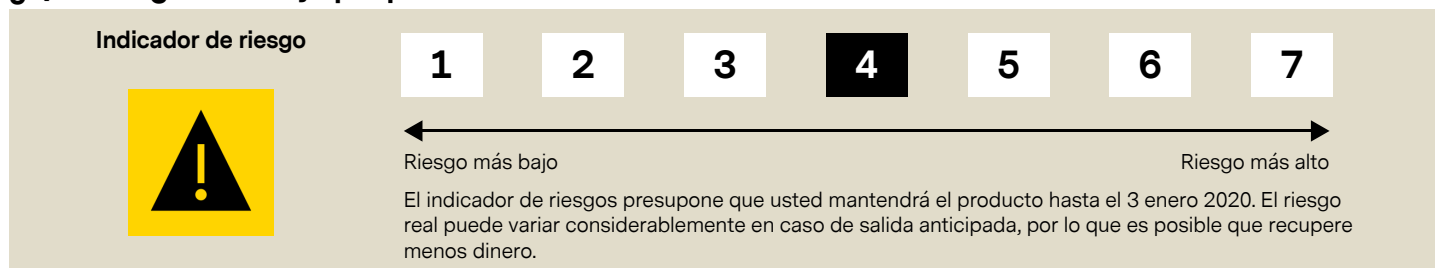 Indicador de riesgo
1 2 3 4 5 6 7
Riesgo más bajo Riesgo más alto
El indicador de riesgos presupone que usted mantendrá el producto hasta el 3 enero 2020. El riesgo
real puede variar considerablemente en caso de salida anticipada, por lo que es posible que recupere
menos dinero.